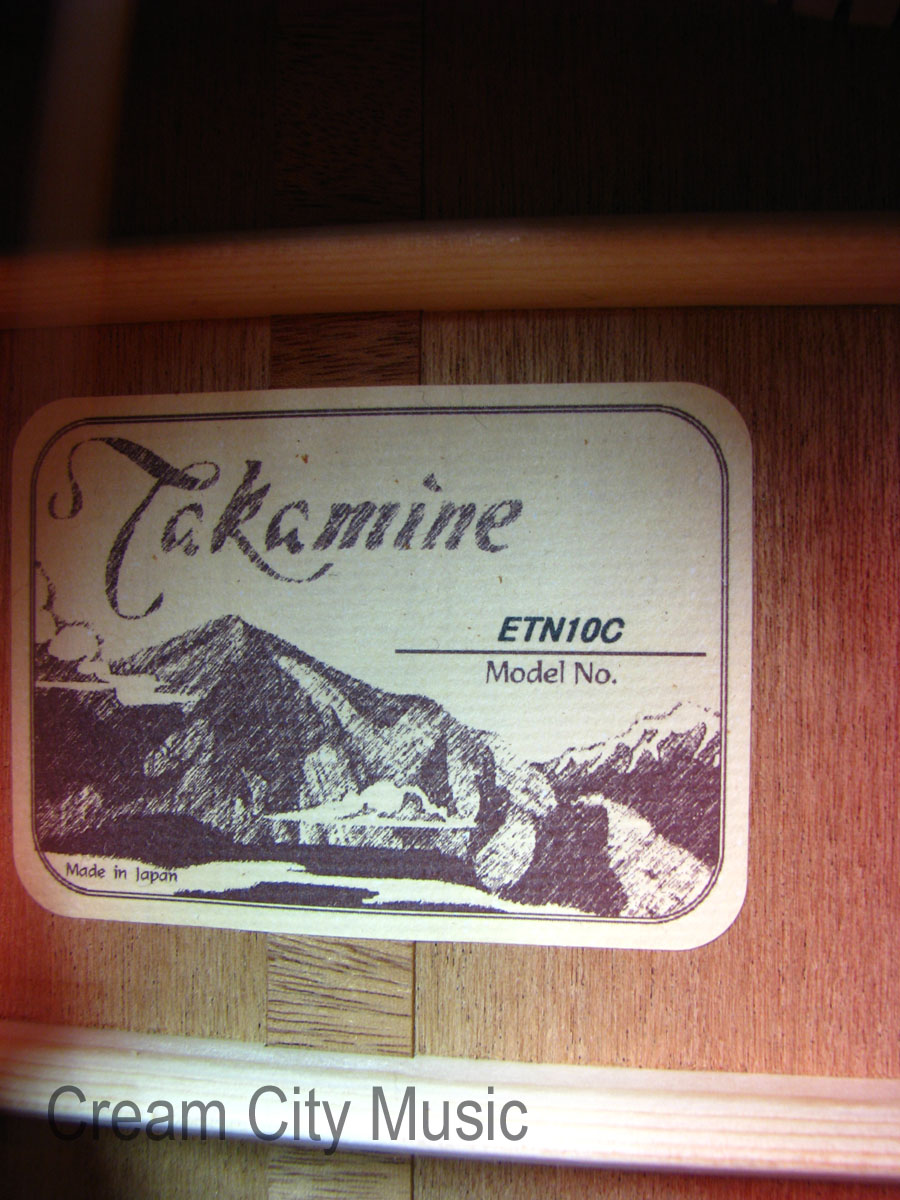 Takamine
ETN10C
Model No.
Made in Japan
Cream City Music